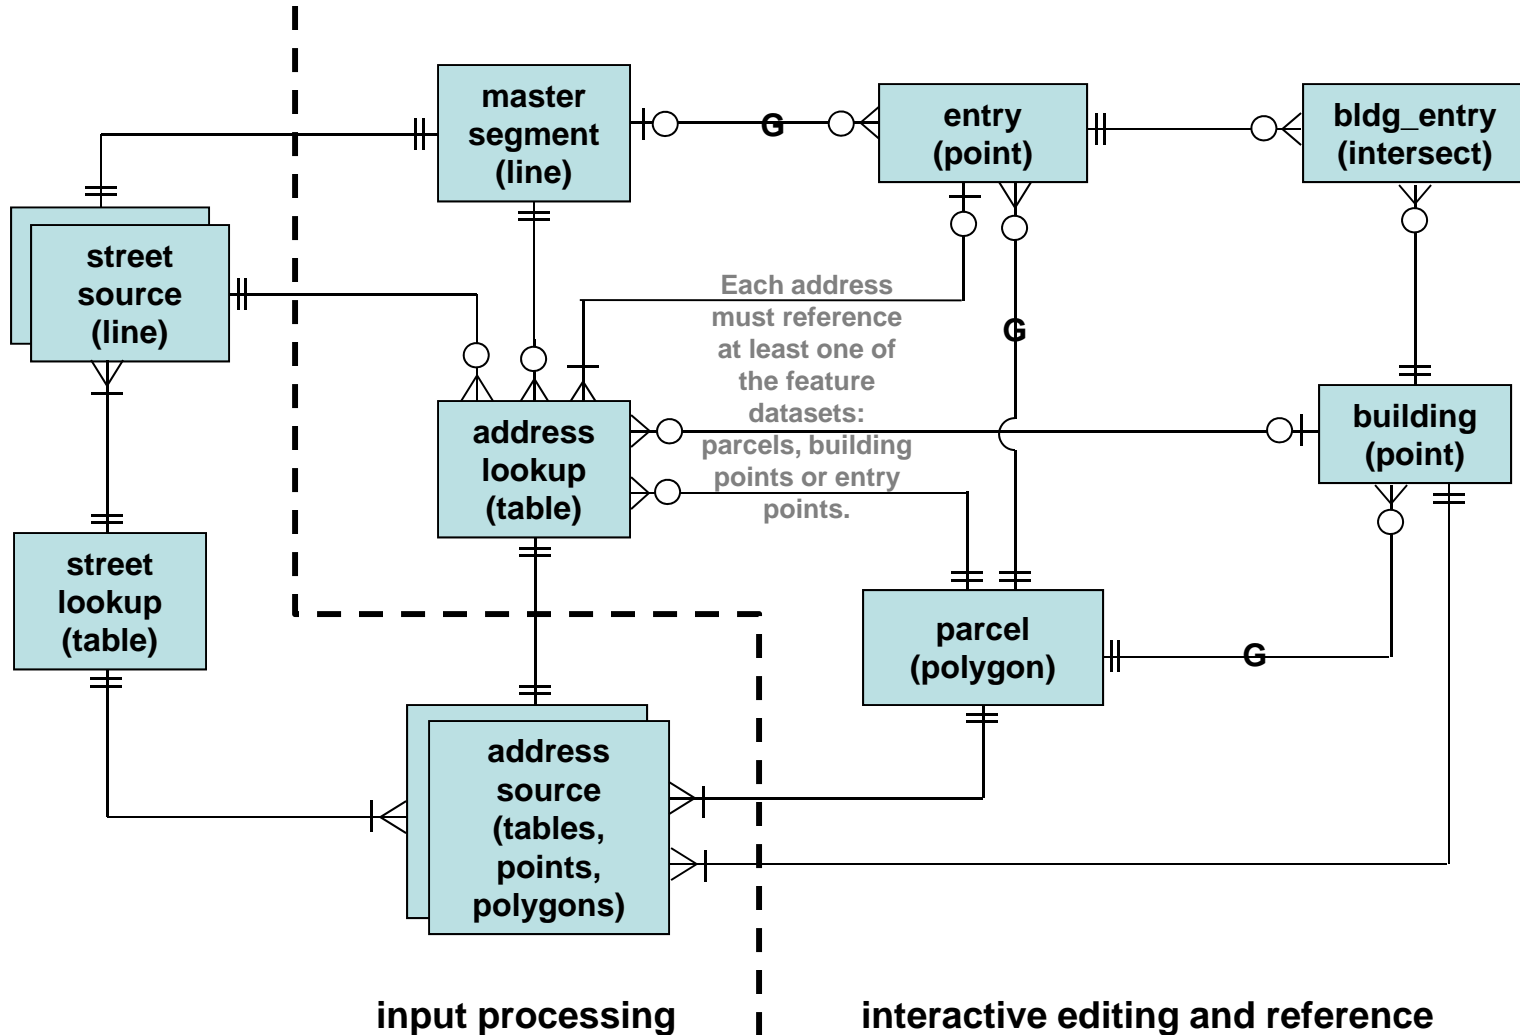 master
segment
(line)
G
entry
(point)
bldg_entry
(intersect)
street
source
(line)
Each address
must reference
at least one of
the feature
datasets:
parcels, building
points or entry
points.
G
address
lookup
(table)
building
(point)
street
lookup
(table)
parcel
(polygon)
G
address
source
(tables,
points,
polygons)
input processing
interactive editing and reference